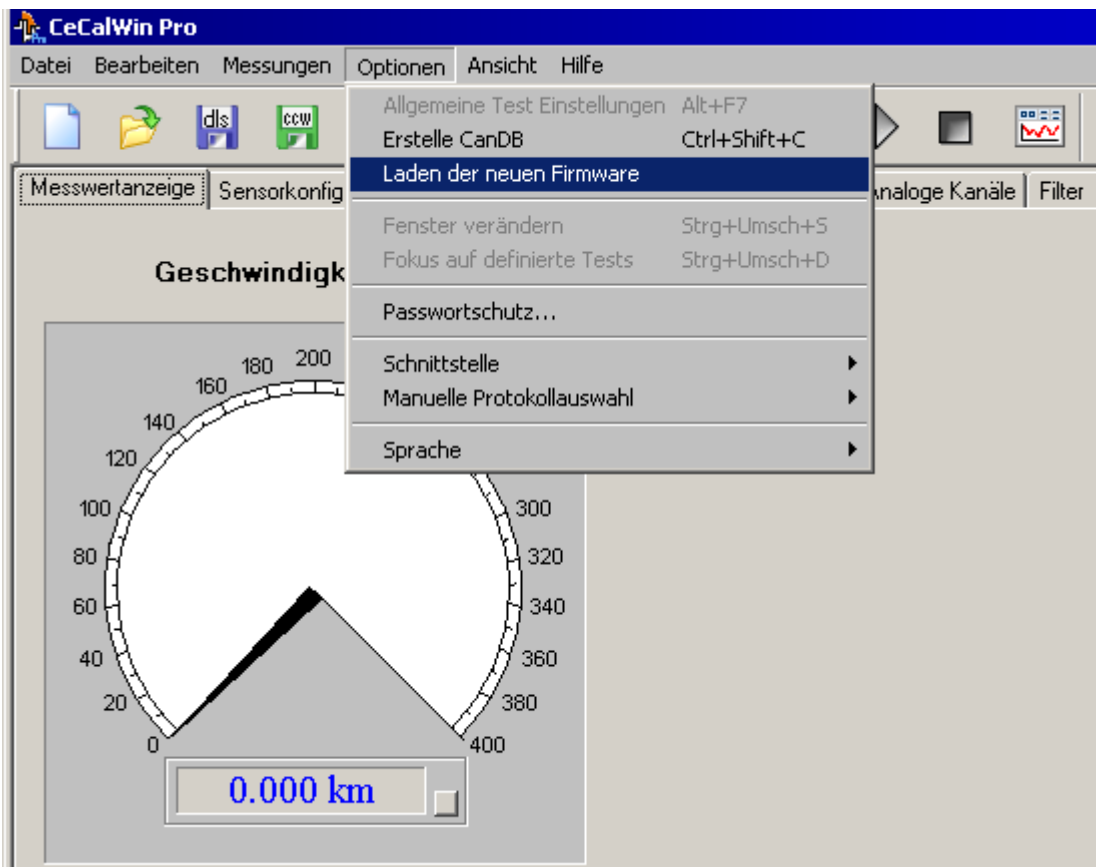 CeCalWin Pro
Datei Bearbeiten Messungen Optionen Ansicht Hilfe
dls ccw
Allgemeine Test Einstellungen Alt+F7
Erstelle CanDB Ctrl+Shift+C
Laden der neuen Firmware
Fenster verändern Strg+Umsch+S
Fokus auf definierte Tests Strg+Umsch+D
Passwortschutz...
Schnittstelle
Manuelle Protokollauswahl
Sprache
Messwertanzeige Sensorkonfig Analoge Kanäle Filter
Geschwindigk
0
20
40
60
80
100
120
140
160
180
200
300
320
340
360
380
400
0.000 km